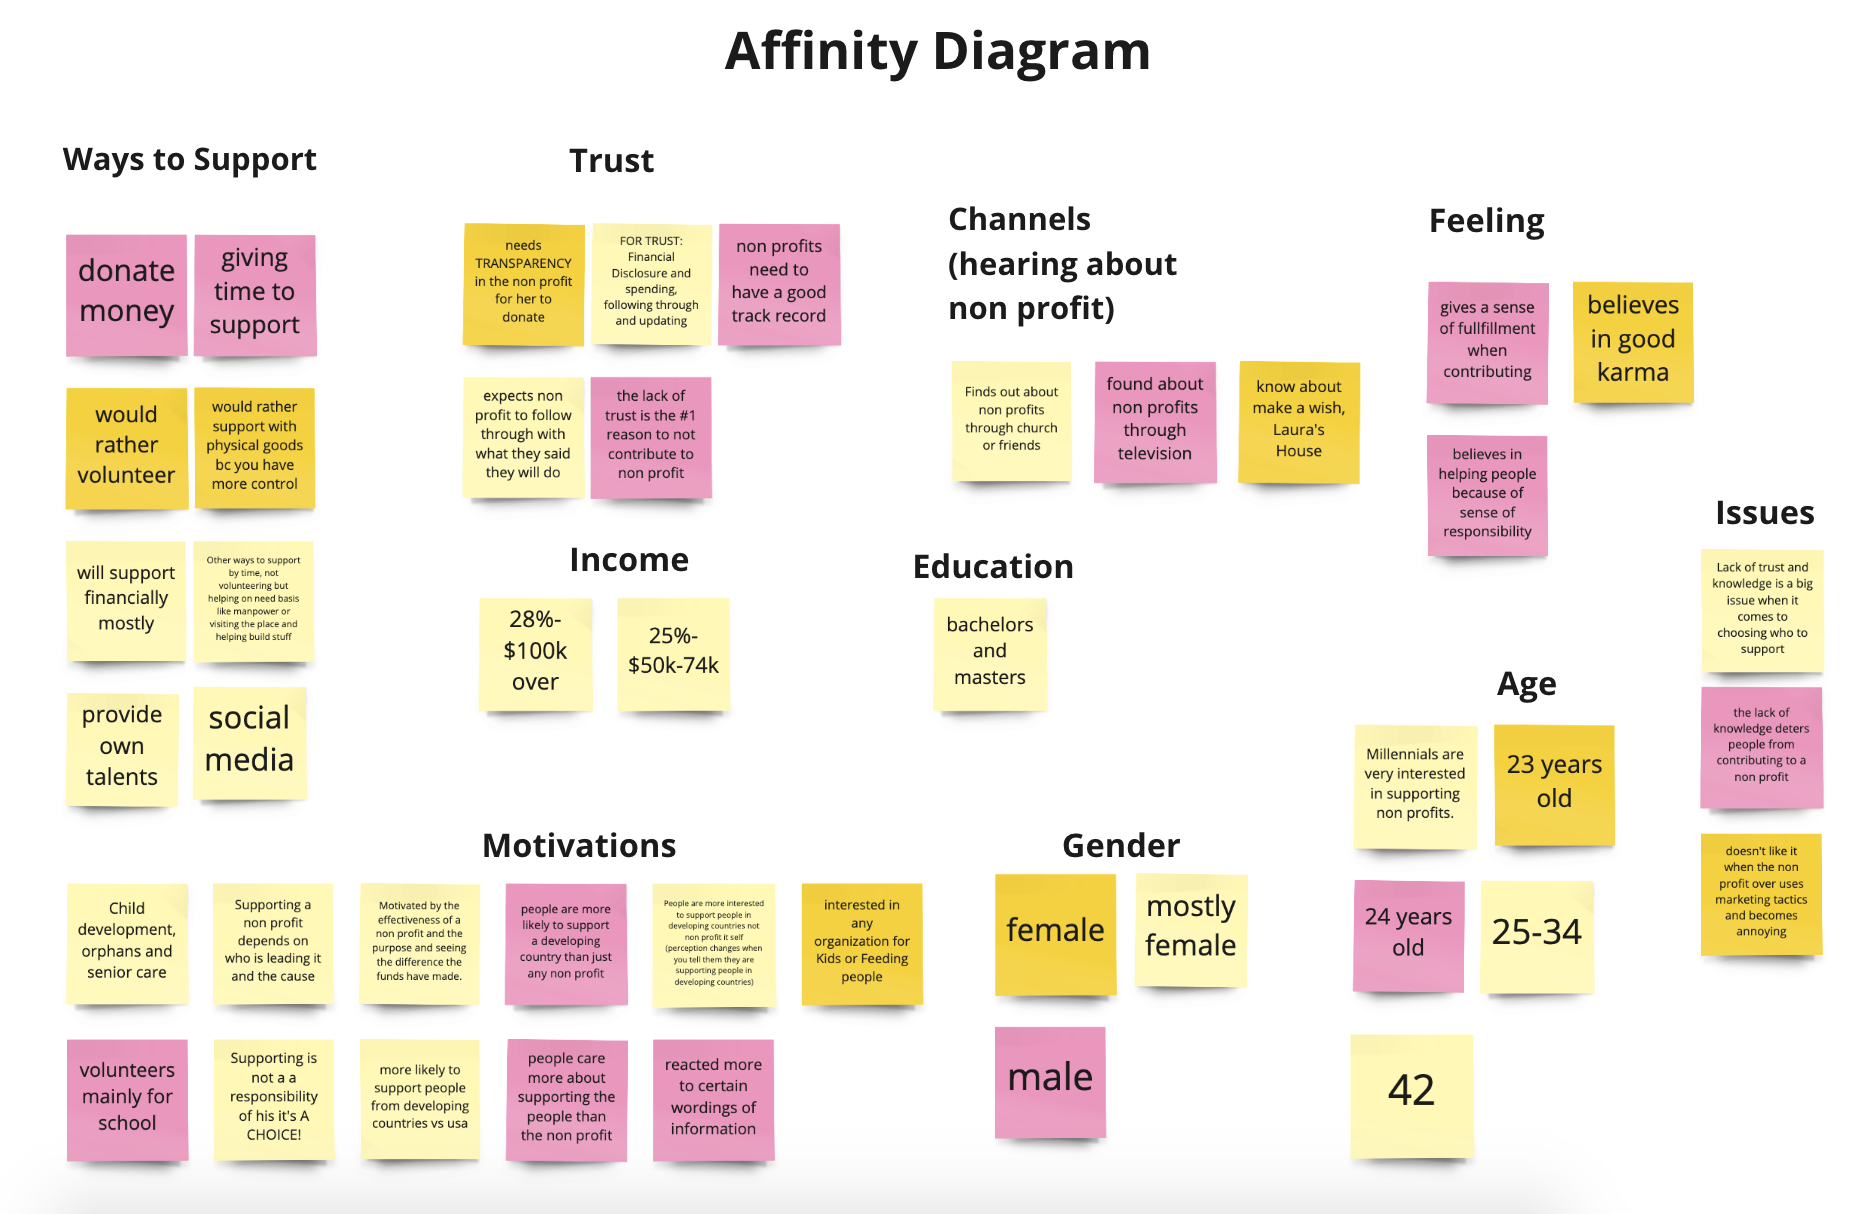 Affinity Diagram
Ways to Support
donate
money
giving
time to
support
would
rather
volunteer
would rather
support with
physical goods
bc you have
more control
will support
financially
mostly
Other ways to support
by time, not
volunteering but
helping on need basis
like manpower or
visiting the place and
helping build stuff
provide
own
talents
social
media
Trust
needs
TRANSPARENCY
in the non profit
for her to
donate
FOR TRUST:
Financial
Disclosure and
spending,
following through
and updating
non profits
need to
have a good
track record
expects non
profit to follow
through with
what they said
they will do
the lack of
trust is the #1
reason to not
contribute to
non profit
Channels
(hearing about
non profit)
Finds out about
non profits
through church
or friends
found about
non profits
through
television
know about
make a wish,
Laura's
House
Feeling
gives a sense
of fullfillment
when
contributing
believes
in good
karma
believes in
helping people
because of
sense of
responsibility
Income
28%-
$100k
over
25%-
$50k-74k
Education
bachelors
and
masters
Issues
Lack of trust and
knowledge is a big
issue when it
comes to
choosing who to
support
the lack of
knowledge deters
people from
contributing to a
non profit
doesn't like it
when the non
profit over uses
marketing tactics
and becomes
annoying
Age
Millennials are
very interested
in supporting
non profits.
23 years
old
24 years
old
25-34
42
Motivations
Child
development,
orphans and
senior care
Supporting a
non profit
depends on
who is leading it
and the cause
Motivated by the
effectiveness of a
non profit and the
purpose and seeing
the difference the
funds have made.
people are more
likely to support
a developing
country than just
any non profit
People are more interested
to support people in
developing countries not
non profit it self
(perception changes when
you tell them they are
supporting people in
developing countries)
interested in
any
organization for
Kids or Feeding
people
volunteers
mainly for
school
Supporting is
not a a
responsibility
of his it's A
CHOICE!
more likely to
support people
from developing
countries vs usa
people care
more about
supporting the
people than
the non profit
reacted more
to certain
wordings of
information
Gender
female
mostly
female
male